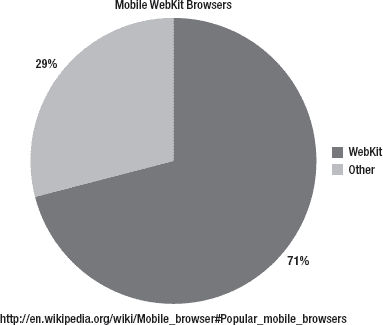 Mobile WebKit Browsers
29%
WebKit
Other
71%
http://en.wikipedia.org/wiki/Mobile_browser#Popular_mobile_browsers